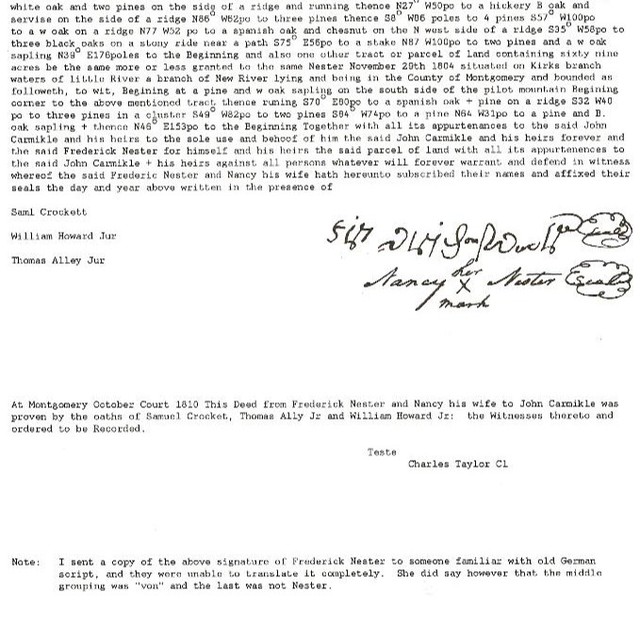 white oak and two pines on the side of a ridge and running thence N27° W50po to a hickery B oak and
servise on the side of a ridge N86° W62po to three pines thence S8° W86 poles to 4 pines S57° W100po
to a w oak on a ridge N77 W52 po to a spanish oak and chesnut on the N west side of a ridge S35° W58po to
three black oaks on a stony ride near a path S75° E56po to a stake N87 W100po to two pines and a w oak
sapling N39° E176poles to the Beginning and also one other tract or parcel of land containing sixty nine
acres be the same more or less granted to the same Nester November 29th 1804 situated on Kirks branch
waters of little River a branch of New River lying and being in the County of Montgomery and bounded as
followeth, to wit, Begining at a pine and w oak sapling on the south side of the pilot mountain Begining
corner to the above mentioned tract thence runing S70° E60po to a spanish oak + pine on a ridge S32 W40
po to three pines in a cluster S49° W82po to two pines S84° W74po to a pine N64 W31po to a pine and B.
oak sapling + thence N46° E153po to the Beginning Together with all its appurtenances to the said John
Carmikle and his heirs to the sole use and behoof of him the said John Carmikle and his heirs forever and
the said Frederick Nester for himself and his heirs the said parcel of land with all its appurtenences to
the said John Carmikle + his heirs against all persons whatever will forever warrant and defend in witness
whereof the said Frederic Nester and Nancy his wife hath hereunto subscribed their names and affixed their
seals the day and year above written in the presence of
Saml Crockett
William Howard Jur
Thomas Alley Jur
Seal
her
Nancy X Nester Seal
mark
At Montgomery October Court 1810 This Deed from Frederick Nester and Nancy his wife to John Carmikle was
proven by the oaths of Samuel Crocket, Thomas Ally Jr and William Howard Jr: the Witnesses thereto and
ordered to be Recorded.
Teste
Charles Taylor Cl
Note: I sent a copy of the above signature of Frederick Nester to someone familiar with old German
script, and they were unable to translate it completely. She did say however that the middle
grouping was "von" and the last was not Nester.